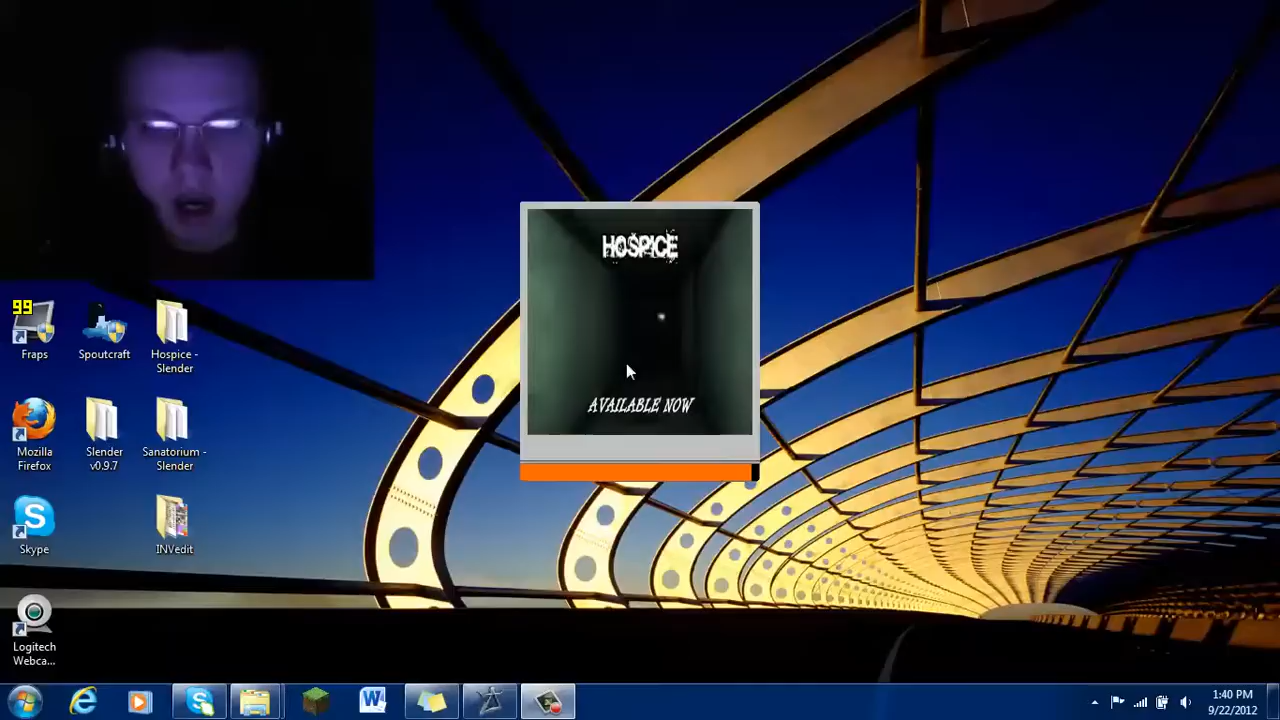 HOSPICE
AVAILABLE NOW
99
Fraps
Spoutcraft
Hospice -
Slender
Mozilla
Firefox
Slender
v0.9.7
Sanatorium -
Slender
Skype
INVedit
Logitech
Webca...
1:40 PM
9/22/2012